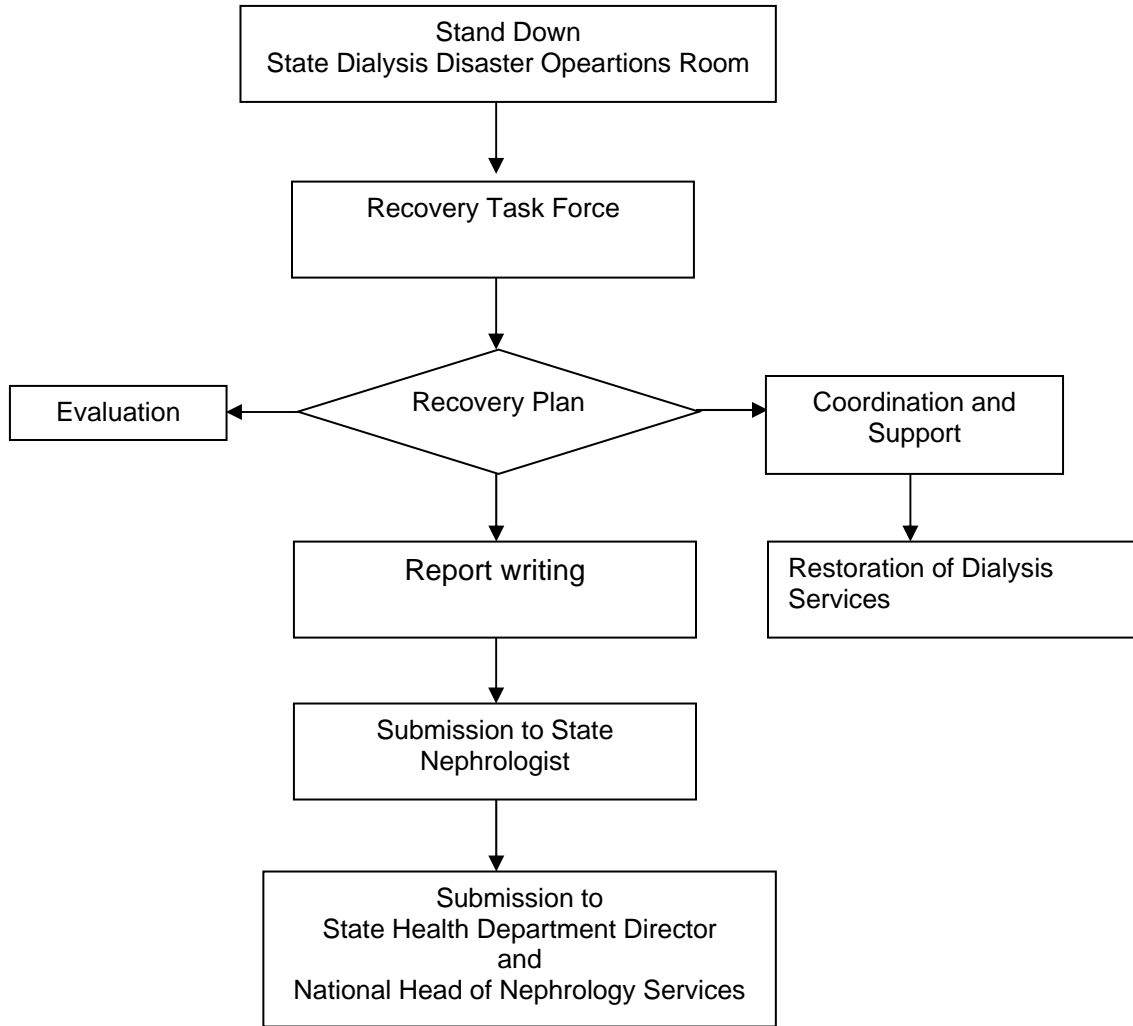 Stand Down
State Dialysis Disaster Opeartions Room
Recovery Task Force
Recovery Plan
Evaluation
Coordination and
Support
Report writing
Restoration of Dialysis
Services
Submission to State
Nephrologist
Submission to
State Health Department Director
and
National Head of Nephrology Services